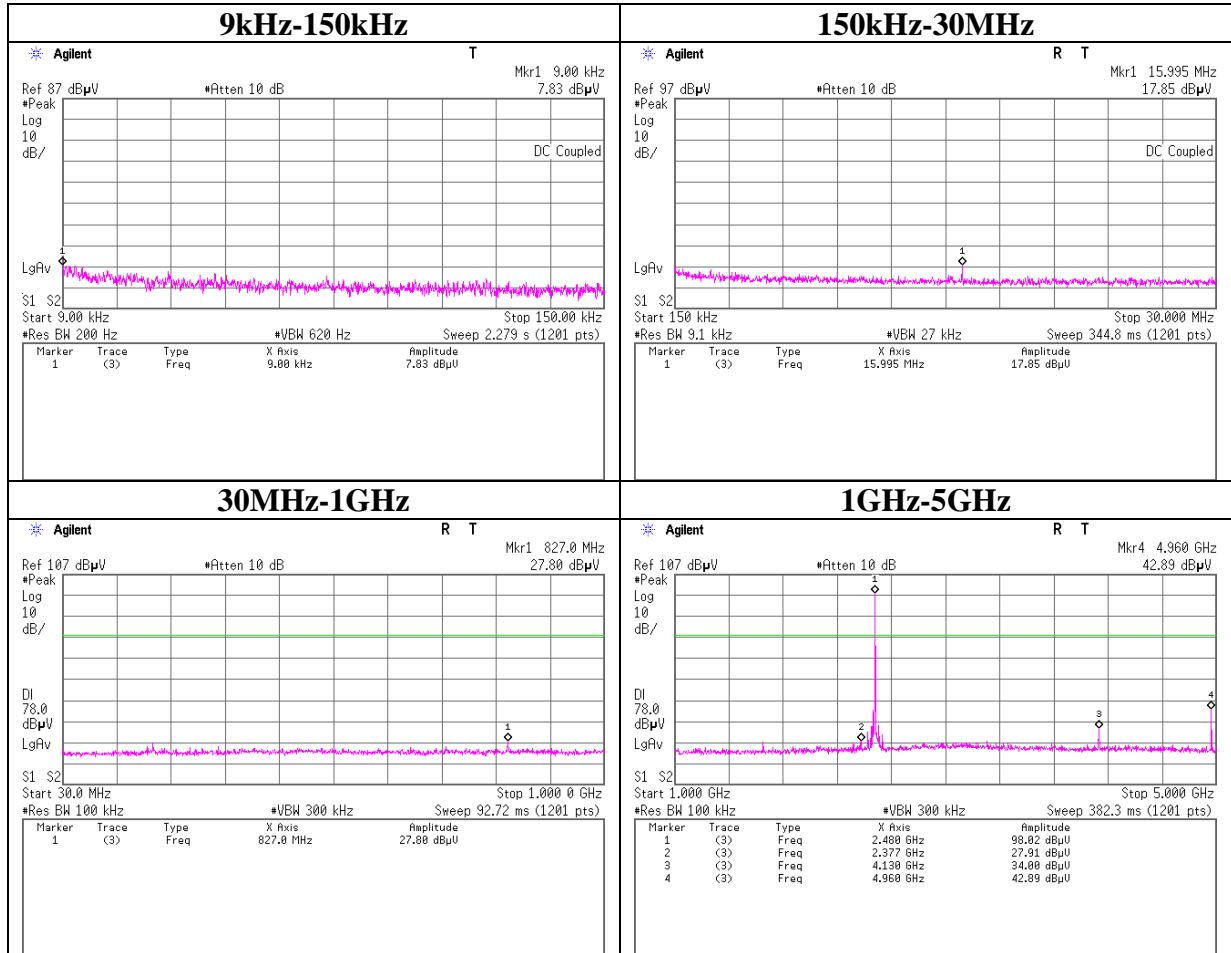 9kHz-150kHz
Agilent T
Mkr1 9.00 kHz
Ref 87 dBµV #Atten 10 dB 7.83 dBµV
#Peak
Log
10
dB/
DC Coupled
1
LgAv
S1 S2
Start 9.00 kHz Stop 150.00 kHz
#Res BW 200 Hz #VBW 620 Hz Sweep 2.279 s (1201 pts)
Marker Trace Type X Axis Amplitude
1 (3) Freq 9.00 kHz 7.83 dBµV
150kHz-30MHz
Agilent R T
Mkr1 15.995 MHz
Ref 97 dBµV #Atten 10 dB 17.85 dBµV
#Peak
Log
10
dB/
DC Coupled
1
LgAv
S1 S2
Start 150 kHz Stop 30.000 MHz
#Res BW 9.1 kHz #VBW 27 kHz Sweep 344.8 ms (1201 pts)
Marker Trace Type X Axis Amplitude
1 (3) Freq 15.995 MHz 17.85 dBµV
30MHz-1GHz
Agilent R T
Mkr1 827.0 MHz
Ref 107 dBµV #Atten 10 dB 27.80 dBµV
#Peak
Log
10
dB/
DI
78.0
dBµV
1
LgAv
S1 S2
Start 30.0 MHz Stop 1.000 0 GHz
#Res BW 100 kHz #VBW 300 kHz Sweep 92.72 ms (1201 pts)
Marker Trace Type X Axis Amplitude
1 (3) Freq 827.0 MHz 27.80 dBµV
1GHz-5GHz
Agilent R T
Mkr4 4.960 GHz
Ref 107 dBµV #Atten 10 dB 42.89 dBµV
#Peak
1
Log
10
dB/
DI
4
78.0
3
dBµV
2
LgAv
S1 S2
Start 1.000 GHz Stop 5.000 GHz
#Res BW 100 kHz #VBW 300 kHz Sweep 382.3 ms (1201 pts)
Marker Trace Type X Axis Amplitude
1 (3) Freq 2.480 GHz 98.02 dBµV
2 (3) Freq 2.377 GHz 27.91 dBµV
3 (3) Freq 4.130 GHz 34.00 dBµV
4 (3) Freq 4.960 GHz 42.89 dBµV